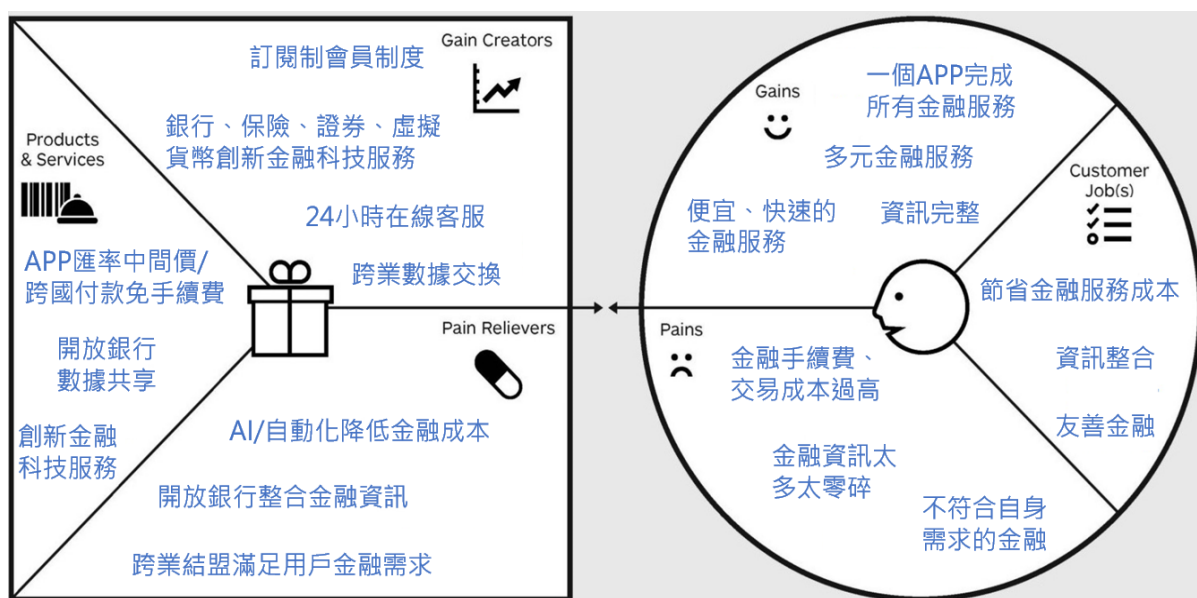 Gain Creators
訂閱制會員制度
銀行、保險、證券、虛擬
貨幣創新金融科技服務
24小時在線客服
跨業數據交換
Products
& Services
APP匯率中間價/
跨國付款免手續費
開放銀行
數據共享
創新金融
科技服務
Pain Relievers
AI/自動化降低金融成本
開放銀行整合金融資訊
跨業結盟滿足用戶金融需求
Gains
一個APP完成
所有金融服務
多元金融服務
便宜、快速的
金融服務
資訊完整
Customer
Job(s)
節省金融服務成本
資訊整合
友善金融
Pains
金融手續費、
交易成本過高
金融資訊太
多太零碎
不符合自身
需求的金融